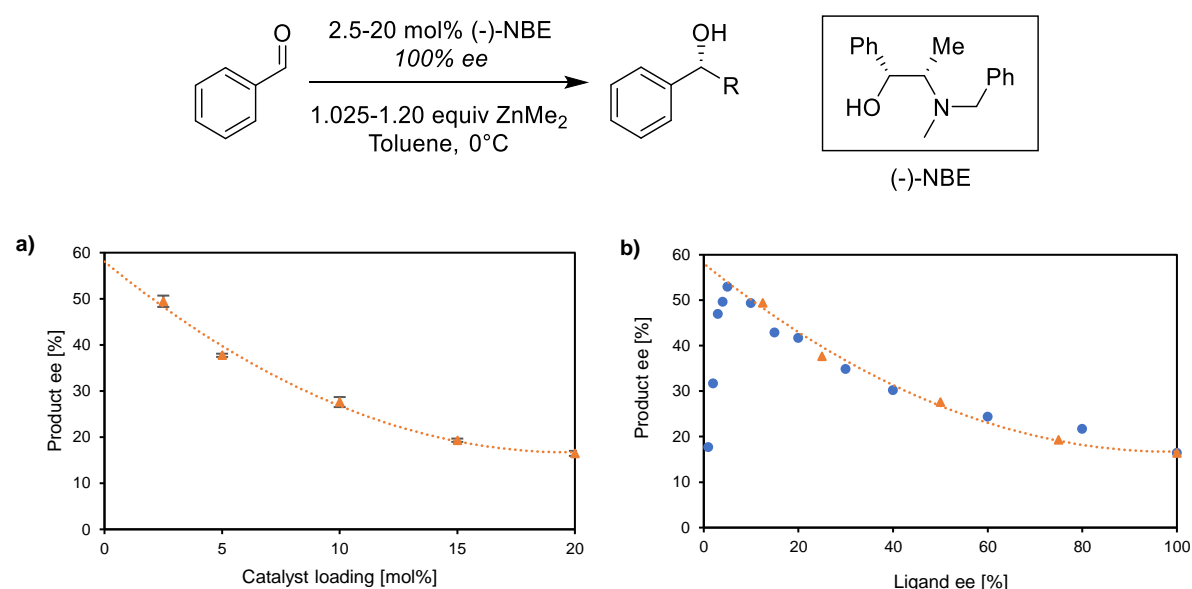 O
2.5-20 mol% (-)-NBE
100% ee
1.025-1.20 equiv ZnMe₂
Toluene, 0°C
OH
R
Ph
Me
Ph
HO
N
(-)-NBE
a)
60
50
40
30
20
10
0
0 5 10 15 20
Product ee [%]
Catalyst loading [mol%]
b)
60
50
40
30
20
10
0
0 20 40 60 80 100
Product ee [%]
Ligand ee [%]